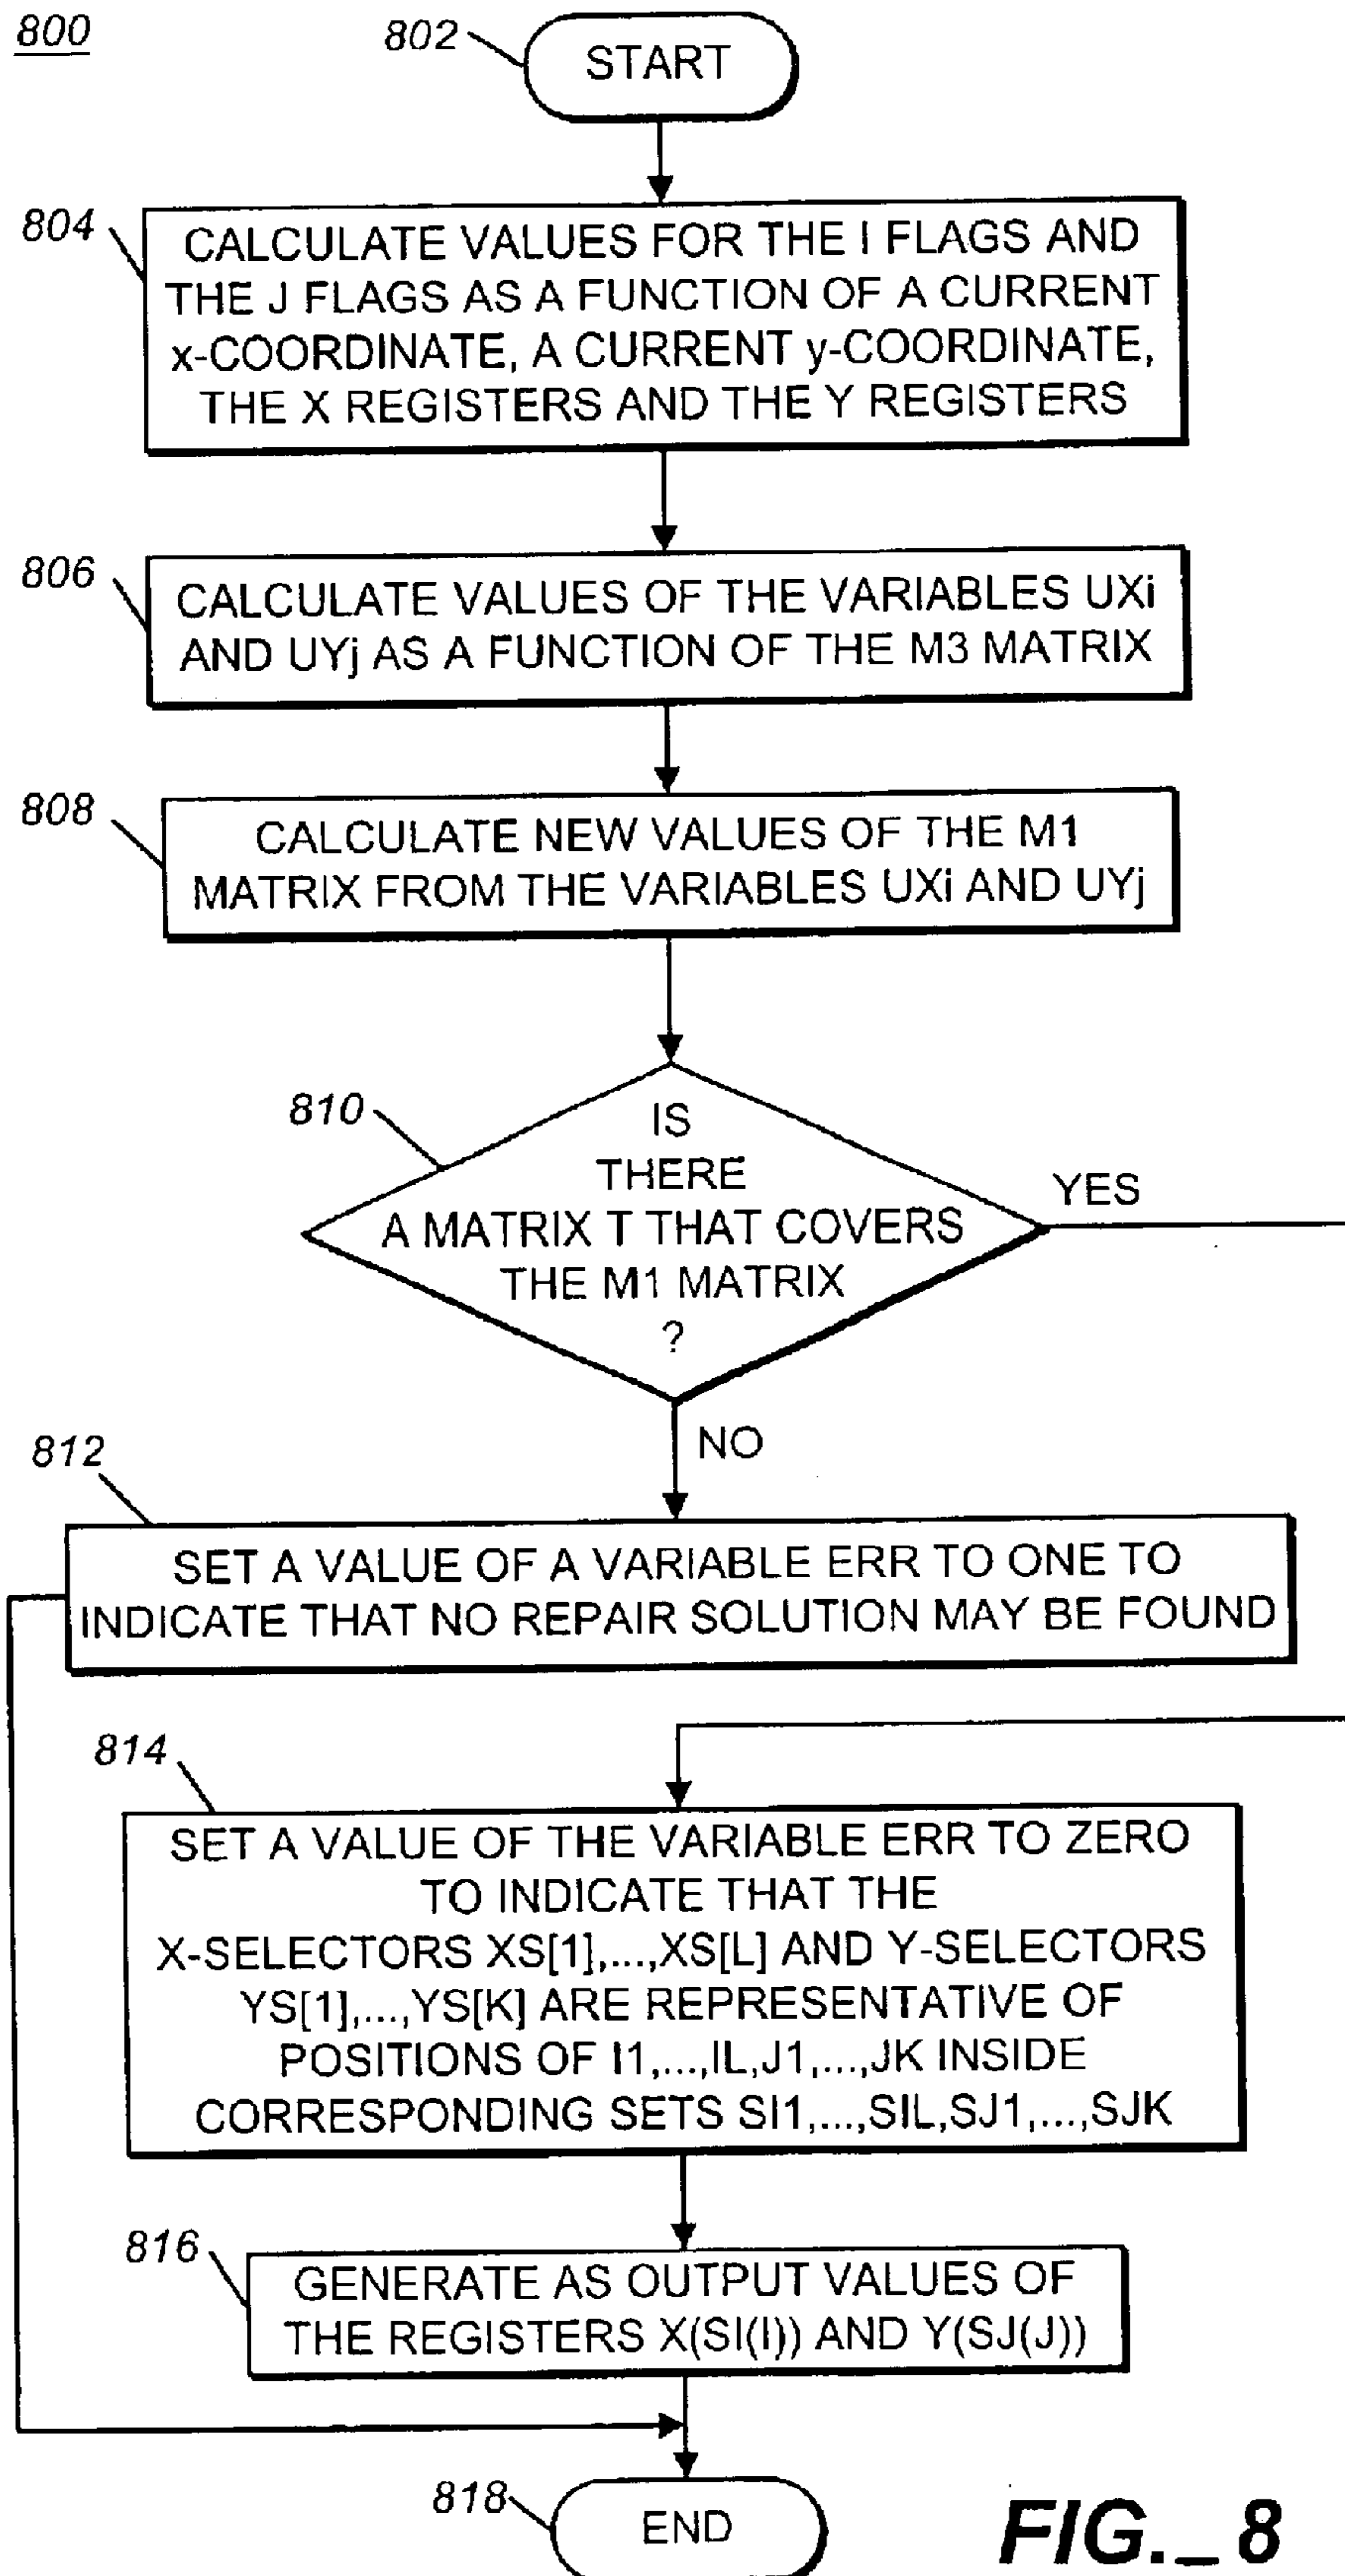 800
802
START
804
CALCULATE VALUES FOR THE I FLAGS AND
THE J FLAGS AS A FUNCTION OF A CURRENT
x-COORDINATE, A CURRENT y-COORDINATE,
THE X REGISTERS AND THE Y REGISTERS
806
CALCULATE VALUES OF THE VARIABLES UXi
AND UYj AS A FUNCTION OF THE M3 MATRIX
808
CALCULATE NEW VALUES OF THE M1
MATRIX FROM THE VARIABLES UXi AND UYj
810
IS
THERE
A MATRIX T THAT COVERS
THE M1 MATRIX
?
YES
NO
812
SET A VALUE OF A VARIABLE ERR TO ONE TO
INDICATE THAT NO REPAIR SOLUTION MAY BE FOUND
814
SET A VALUE OF THE VARIABLE ERR TO ZERO
TO INDICATE THAT THE
X-SELECTORS XS[1],...,XS[L] AND Y-SELECTORS
YS[1],...,YS[K] ARE REPRESENTATIVE OF
POSITIONS OF I1,...,IL,J1,...,JK INSIDE
CORRESPONDING SETS SI1,...,SIL,SJ1,...,SJK
816
GENERATE AS OUTPUT VALUES OF
THE REGISTERS X(SI(I)) AND Y(SJ(J))
818
END
FIG._8